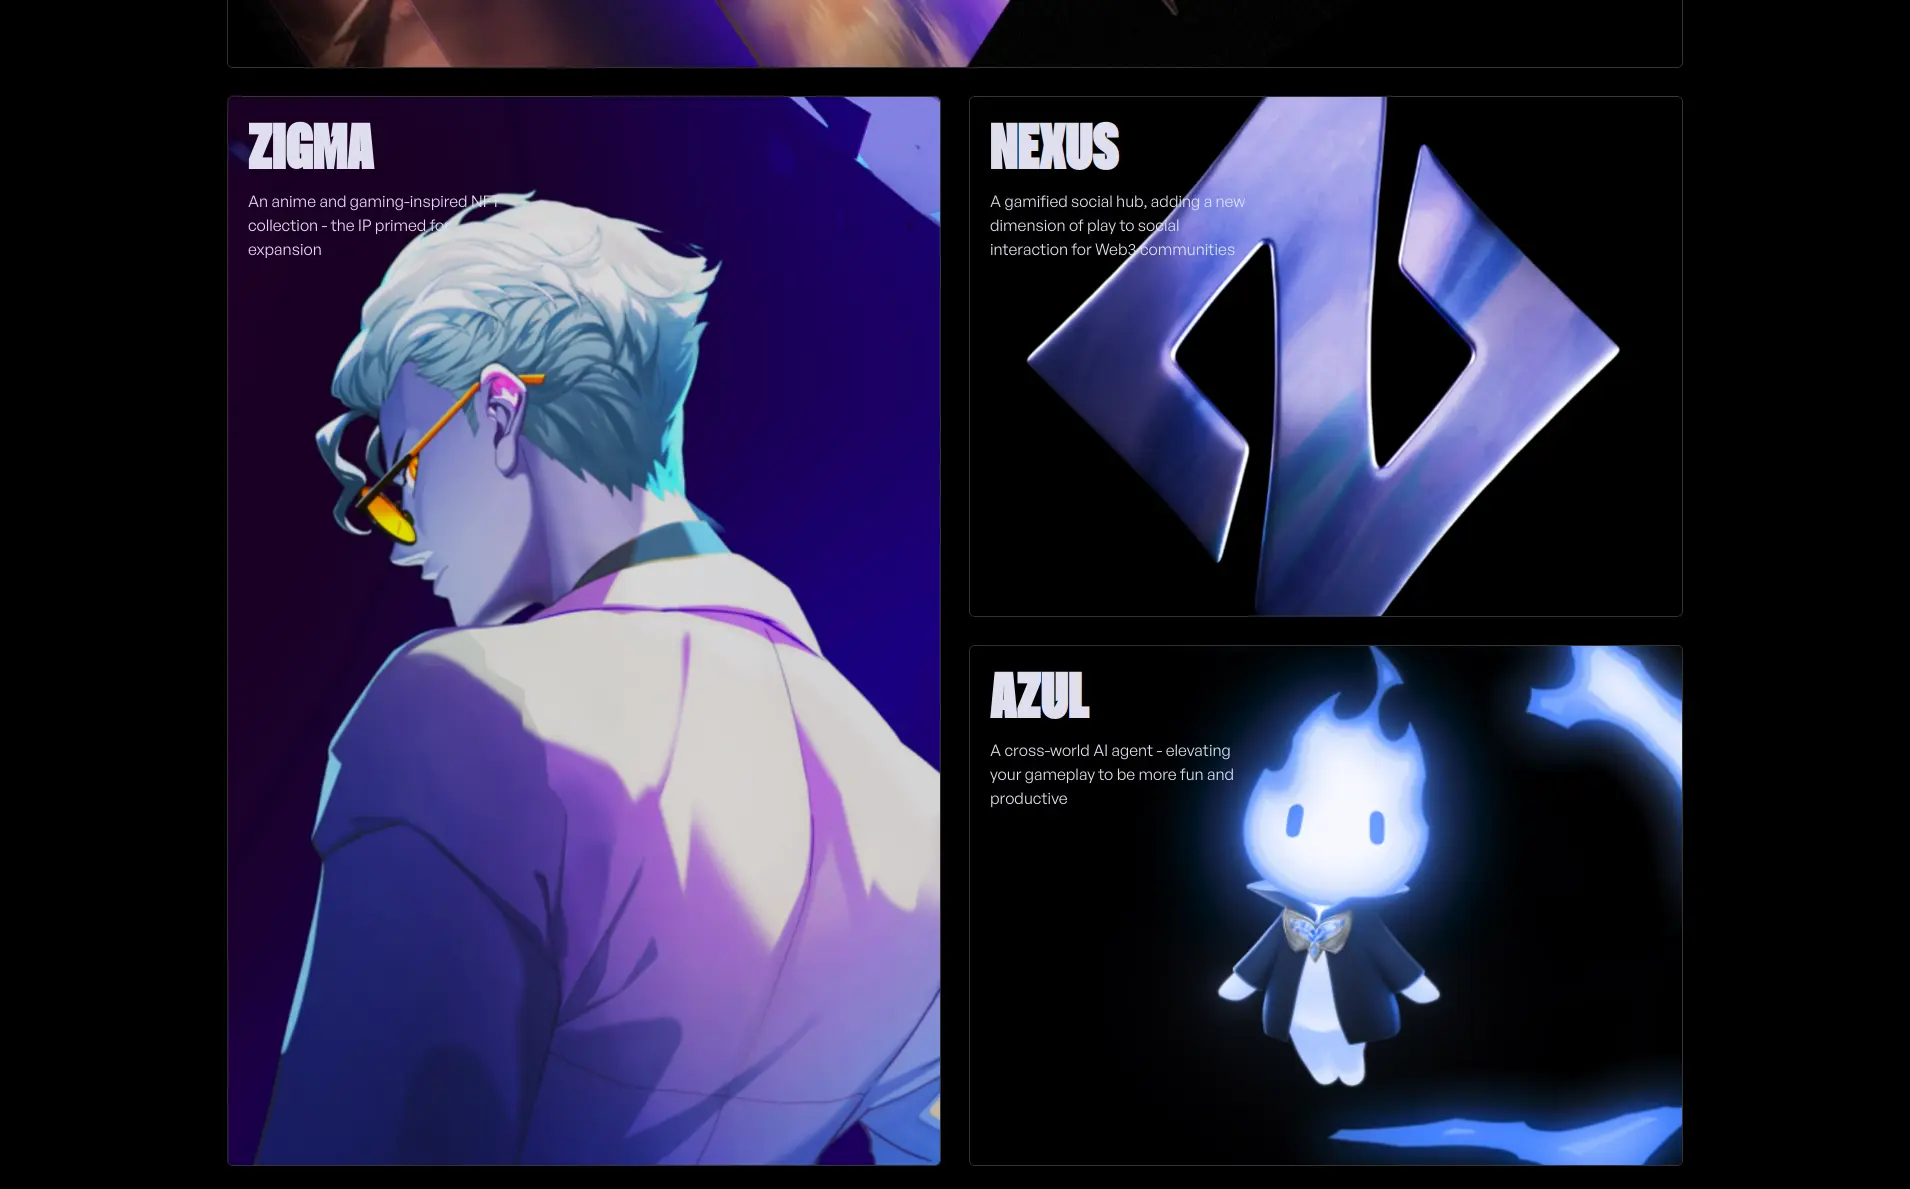 ZIGMA
An anime and gaming-inspired NFT
collection - the IP primed for
expansion
NEXUS
A gamified social hub, adding a new
dimension of play to social
interaction for Web3 communities
AZUL
A cross-world AI agent - elevating
your gameplay to be more fun and
productive